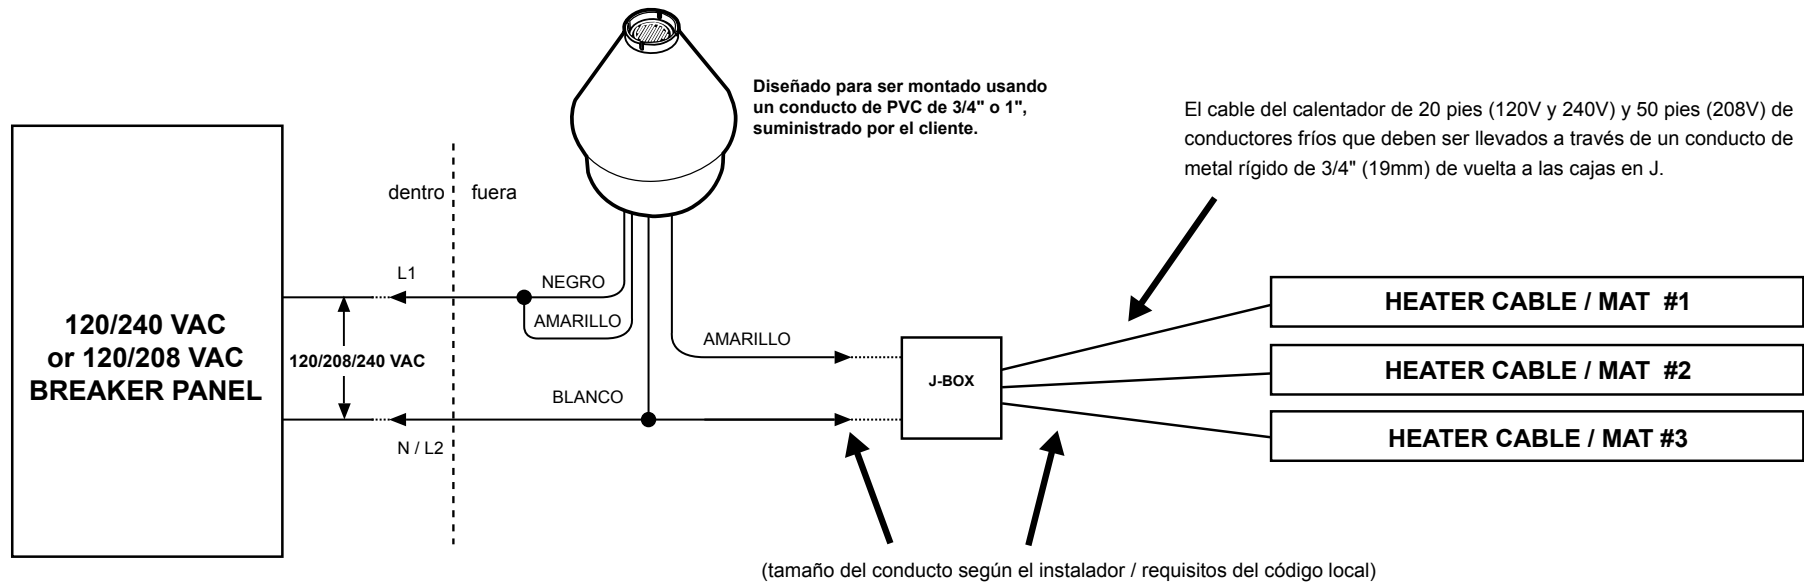 Diseñado para ser montado usando
un conducto de PVC de 3/4" o 1",
suministrado por el cliente.
El cable del calentador de 20 pies (120V y 240V) y 50 pies (208V) de
conductores fríos que deben ser llevados a través de un conducto de
metal rígido de 3/4" (19mm) de vuelta a las cajas en J.
dentro
fuera
L1
NEGRO
AMARILLO
AMARILLO
120/240 VAC
or 120/208 VAC
BREAKER PANEL
120/208/240 VAC
BLANCO
N / L2
J-BOX
HEATER CABLE / MAT #1
HEATER CABLE / MAT #2
HEATER CABLE / MAT #3
(tamaño del conducto según el instalador / requisitos del código local)